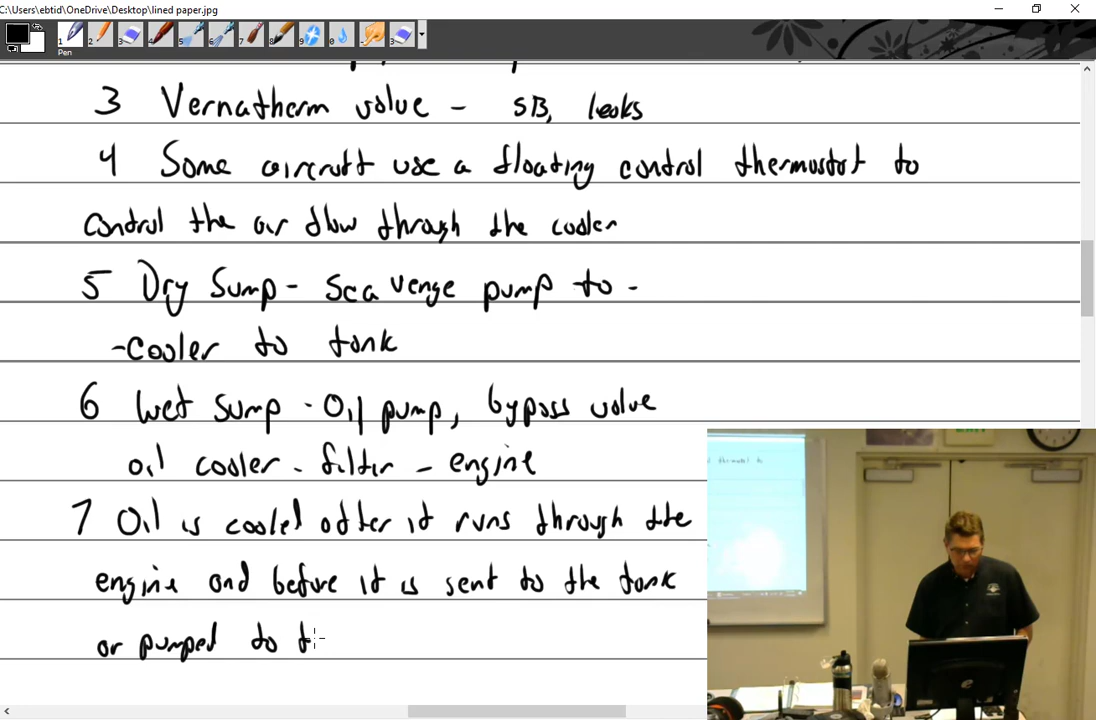 C:\Users\ebtid\OneDrive\Desktop\lined paper.jpg
Pen
3 Vernatherm valve - SB, leaks
4 Some aircraft use a floating control thermostat to
control the air flow through the cooler
5 Dry Sump - Scavenge pump to -
- Cooler to tank
6 Wet sump - Oil pump, bypass valve
oil cooler - filter - engine
7 Oil is cooled after it runs through the
engine and before it is sent to the tank
or pumped to t